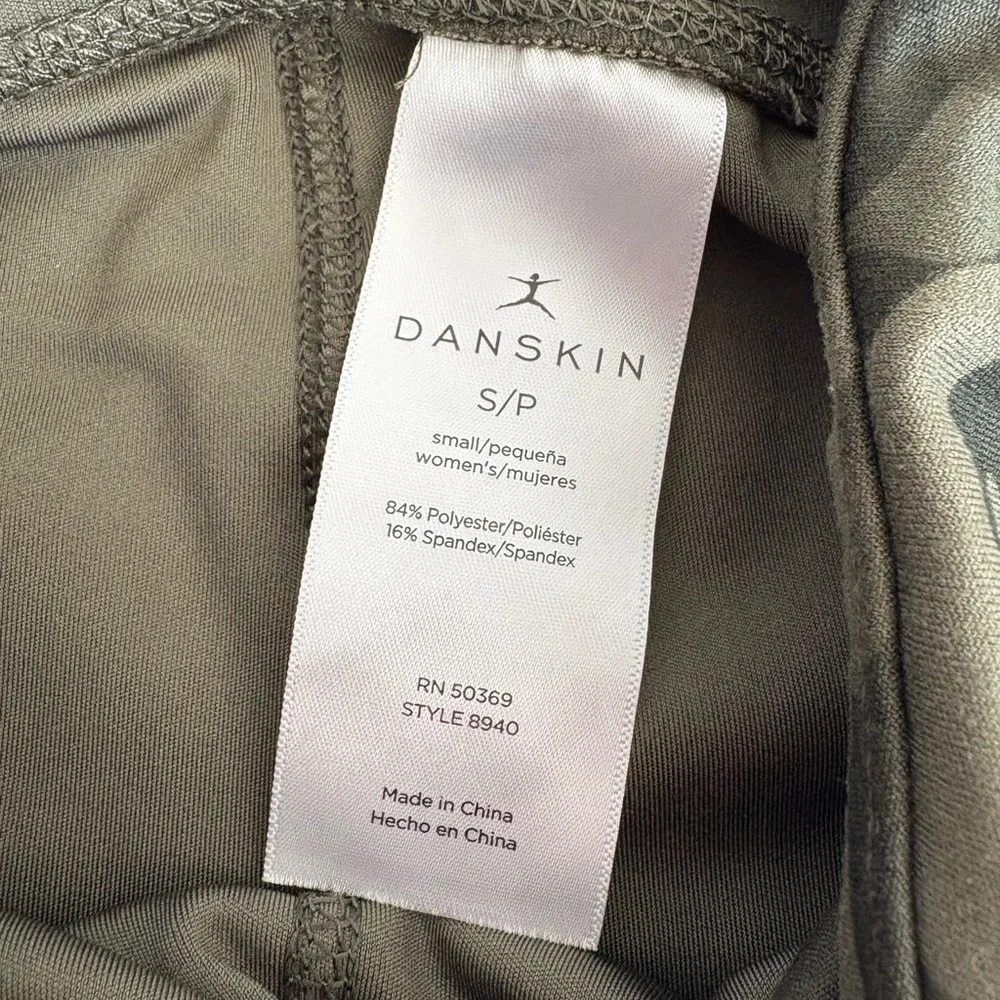 DANSKIN
S/P
small/pequeña
women's/mujeres
84% Polyester/Poliéster
16% Spandex/Spandex
RN 50369
STYLE 8940
Made in China
Hecho en China